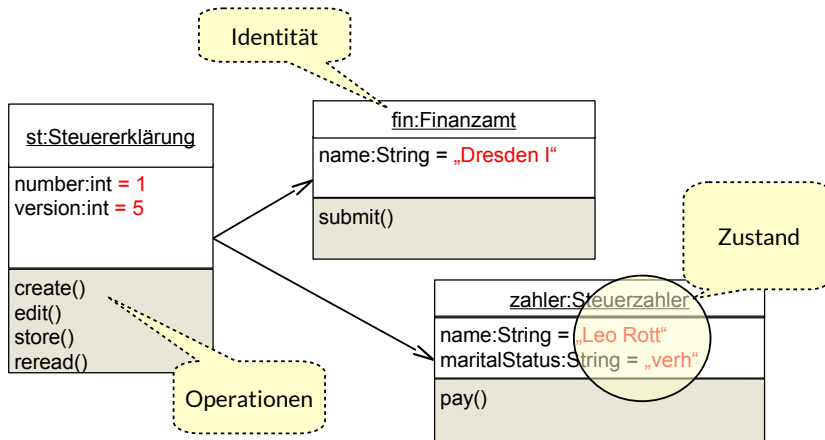 Identität
st:Steuererklärung
number:int = 1
version:int = 5
create()
edit()
store()
reread()
Operationen
fin:Finanzamt
name:String = „Dresden I“
submit()
Zustand
zahler:Steuerzahler
name:String = „Leo Rott“
maritalStatus:String = „verh“
pay()